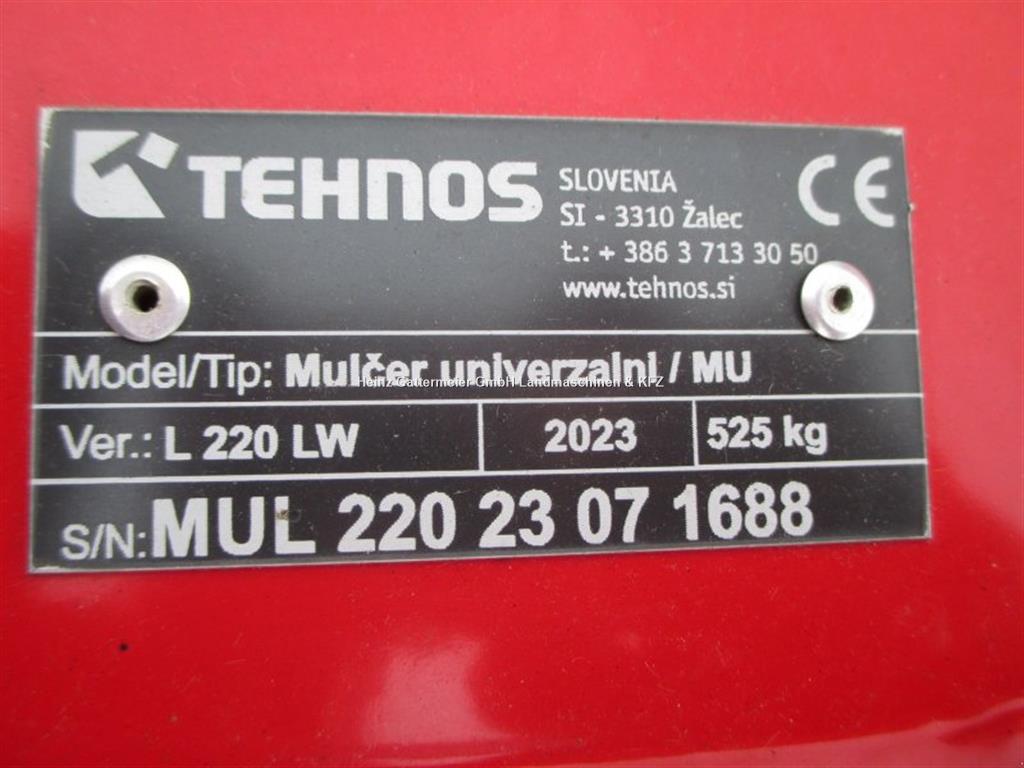 TEHNOS
SLOVENIA
SI - 3310 Žalec
t.: + 386 3 713 30 50
www.tehnos.si
CE
Model/Tip: Mulčer univerzalni / MU
Heinz Gattermeier GmbH Landmaschinen & KFZ
Ver.: L 220 LW 2023 525 kg
S/N: MUL 220 23 07 1688